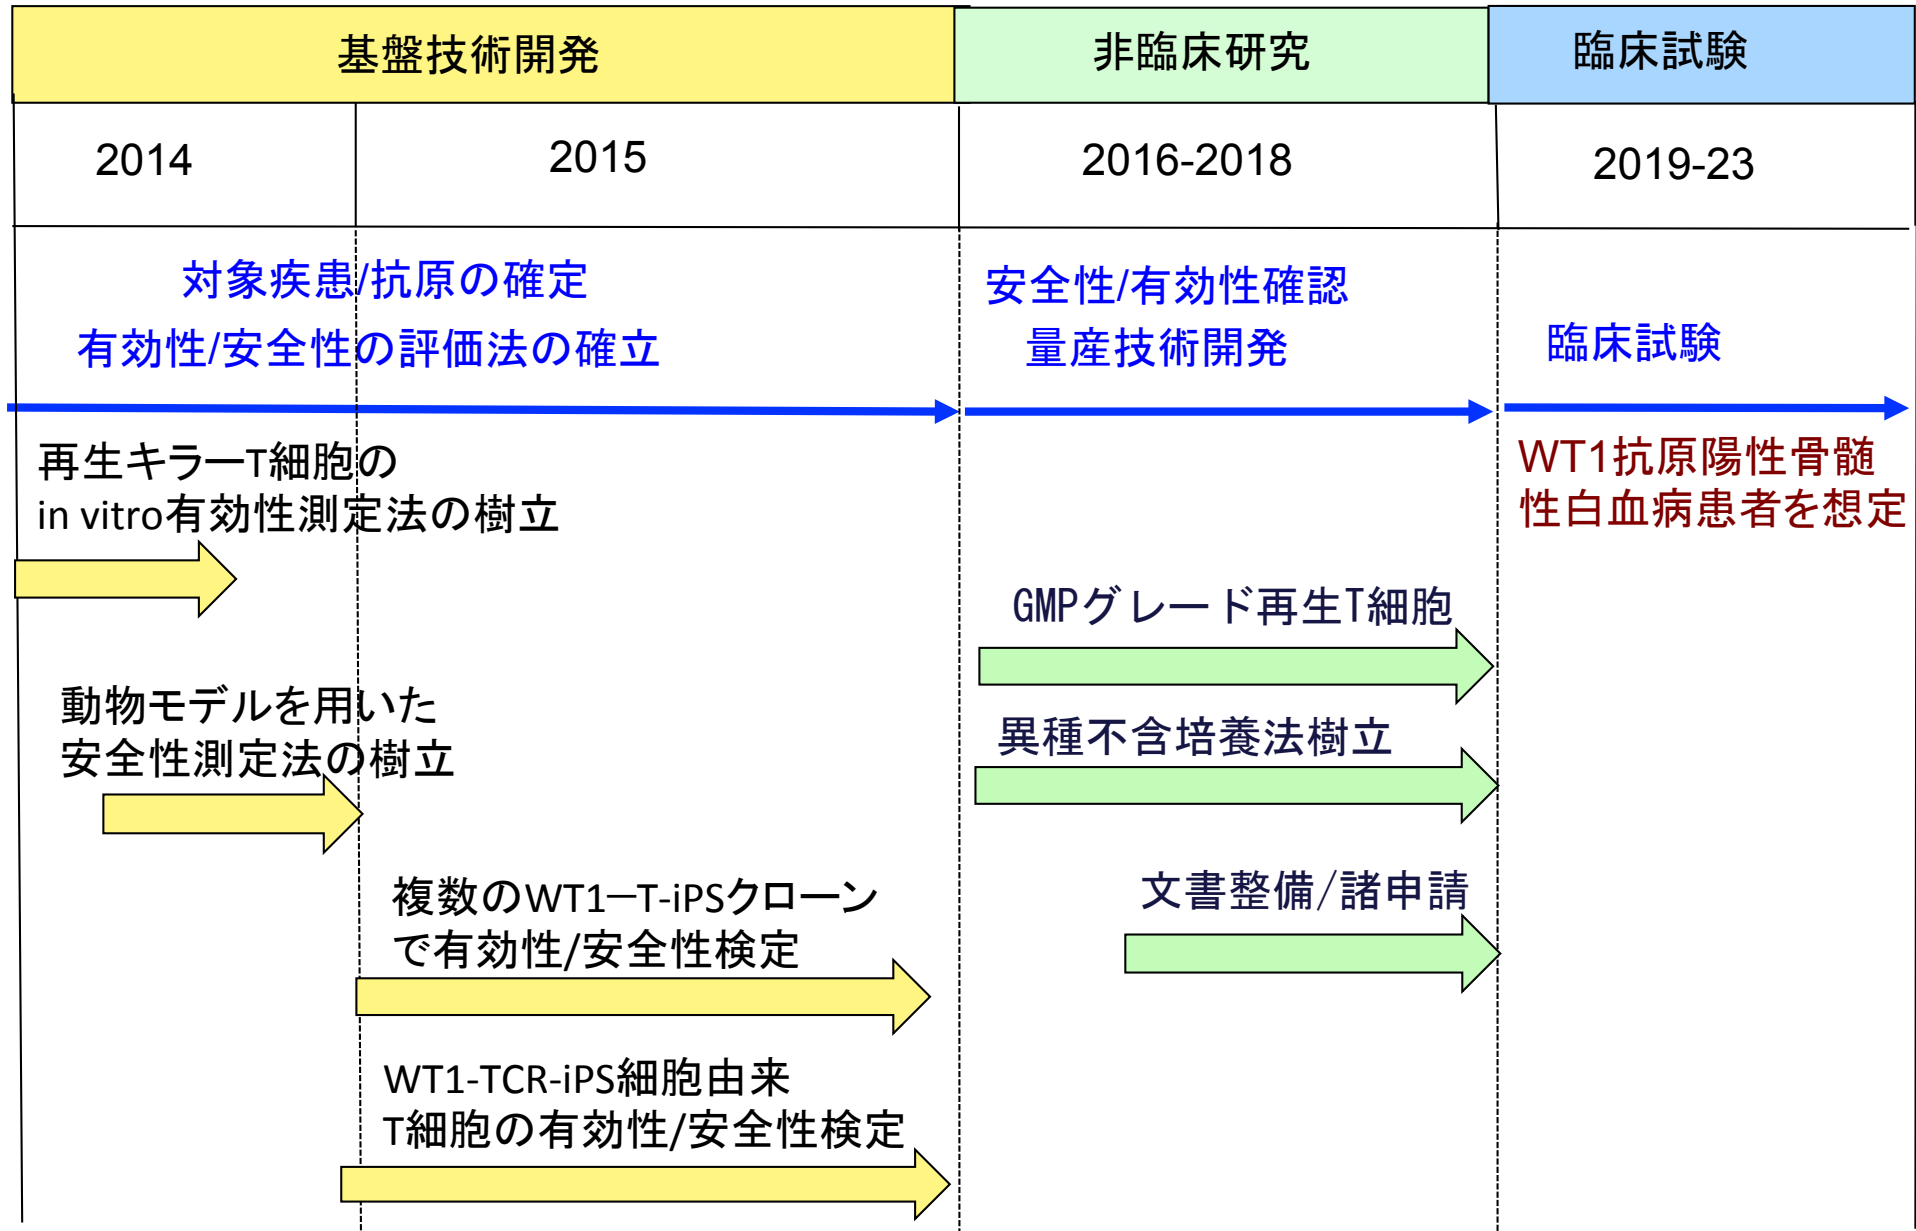 基盤技術開発
非臨床研究
臨床試験
2014
2015
2016-2018
2019-23
対象疾患/抗原の確定
有効性/安全性の評価法の確立
安全性/有効性確認
量産技術開発
臨床試験
再生キラーT細胞の
in vitro有効性測定法の樹立
WT1抗原陽性骨髄
性白血病患者を想定
GMPグレード再生T細胞
動物モデルを用いた
安全性測定法の樹立
異種不含培養法樹立
複数のWT1ーT-iPSクローン
で有効性/安全性検定
文書整備/諸申請
WT1-TCR-iPS細胞由来
T細胞の有効性/安全性検定